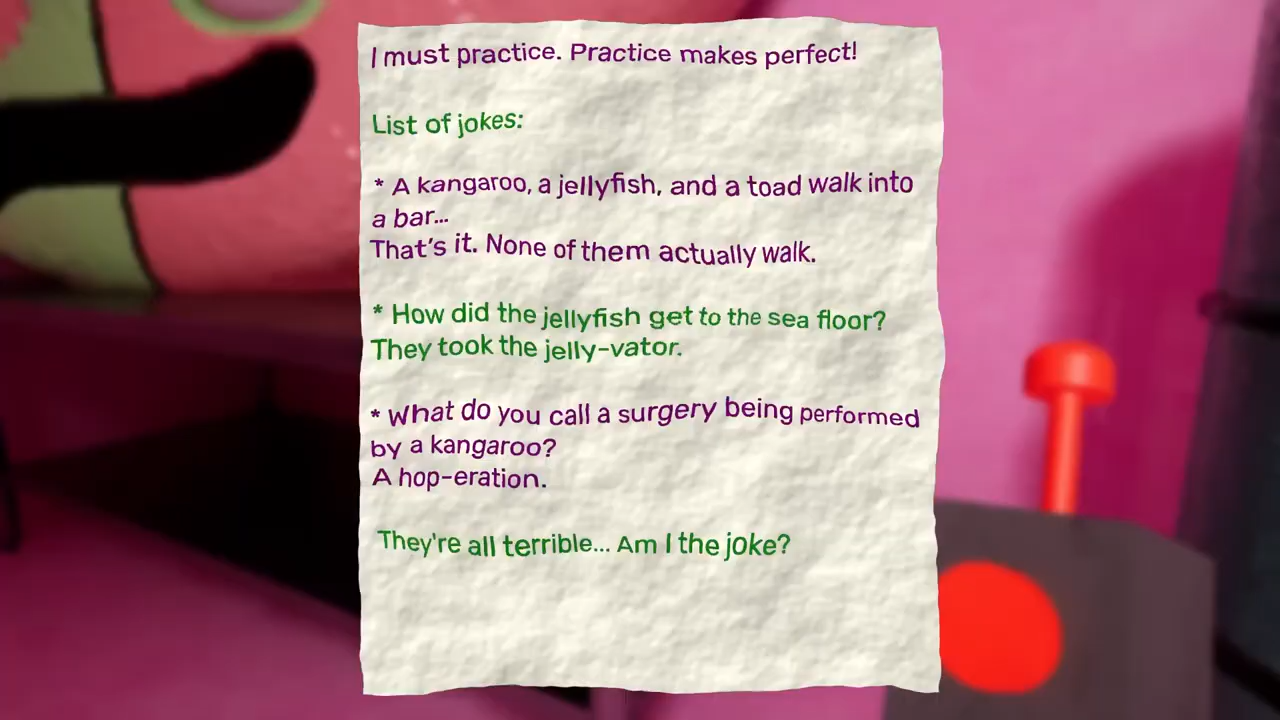 I must practice. Practice makes perfect!
List of jokes:
* A kangaroo, a jellyfish, and a toad walk into
a bar...
That's it. None of them actually walk.
* How did the jellyfish get to the sea floor?
They took the jelly-vator.
* What do you call a surgery being performed
by a kangaroo?
A hop-eration.
They're all terrible... Am I the joke?